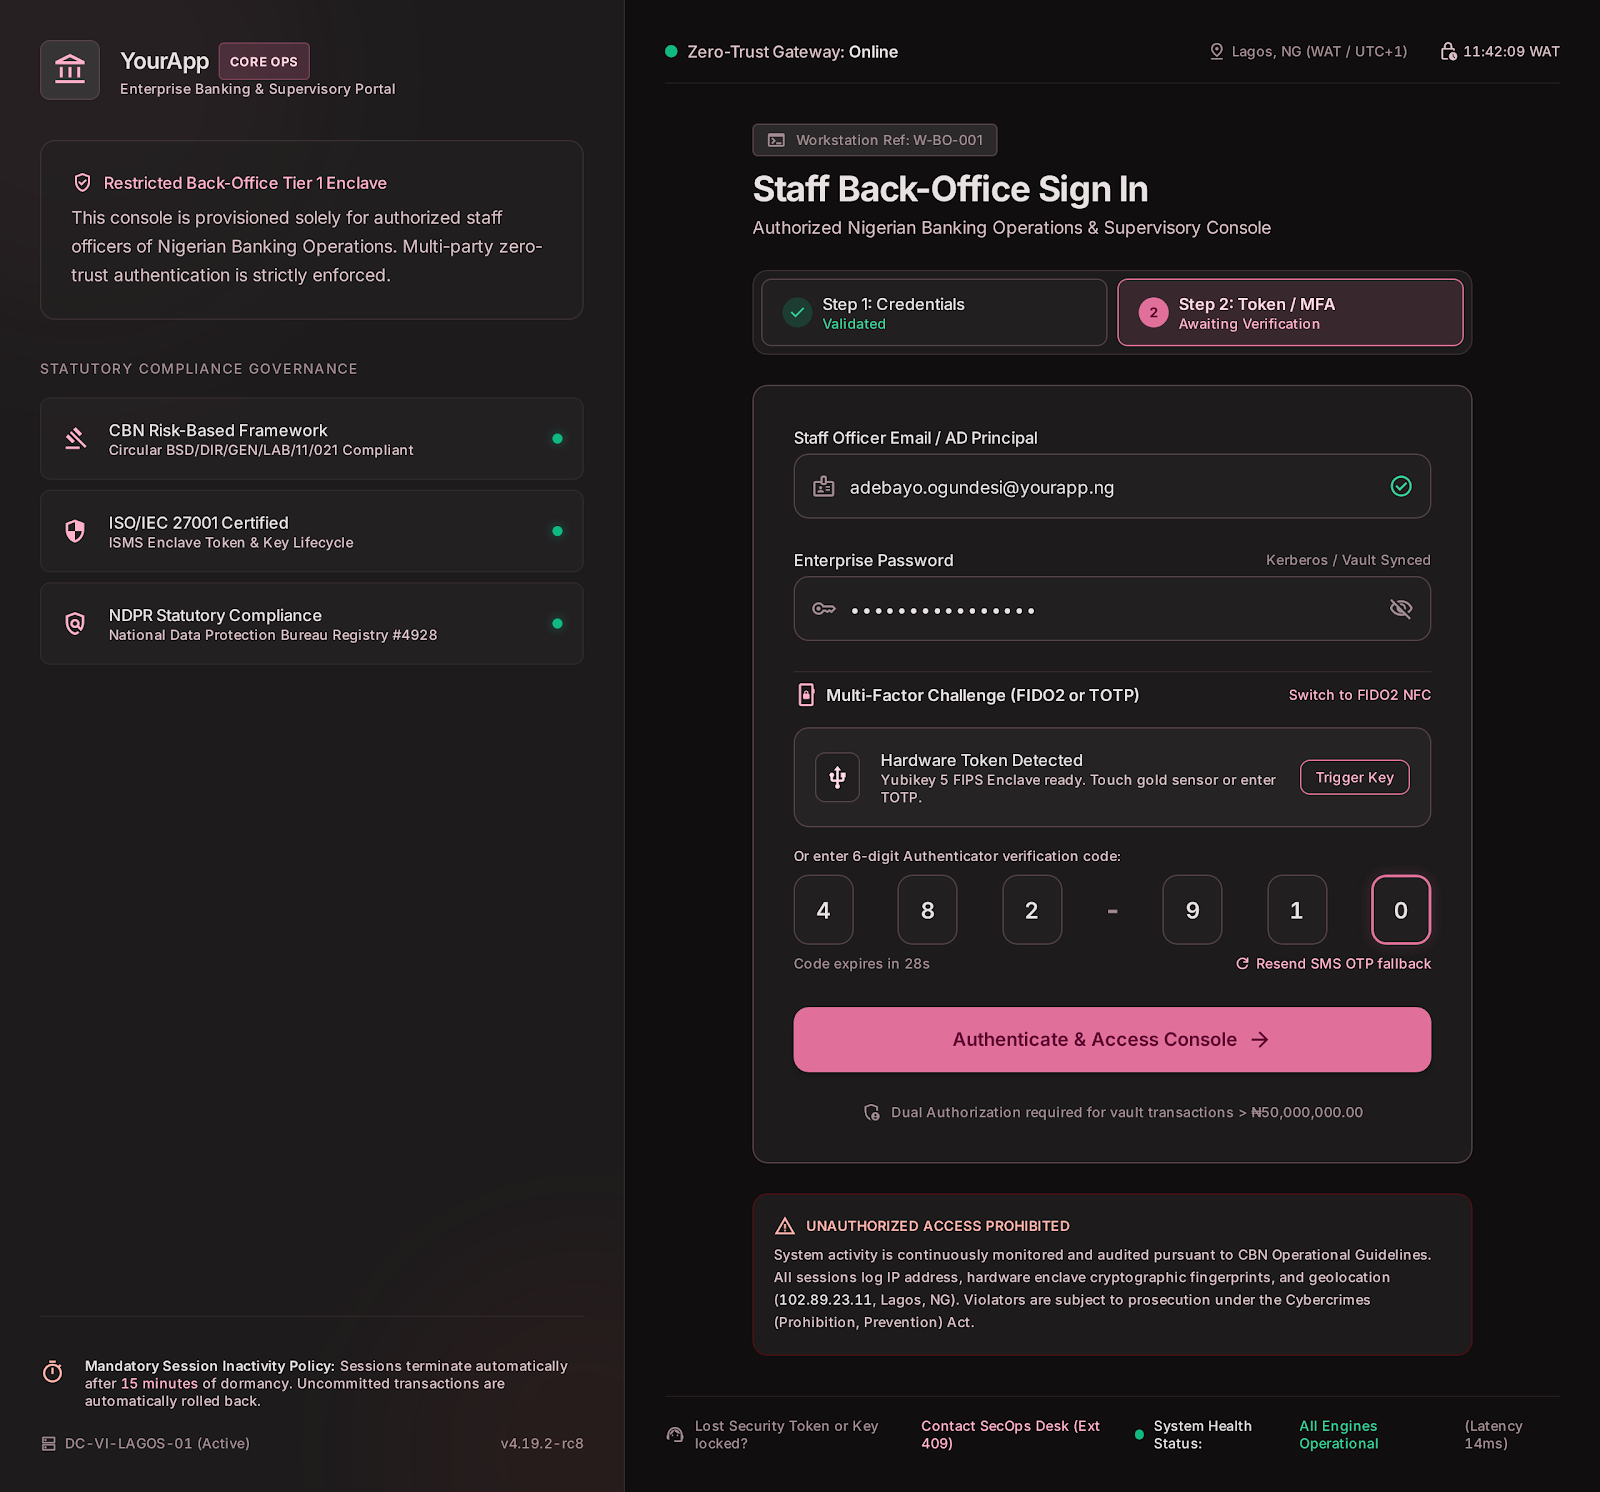 YourApp
CORE OPS
Enterprise Banking & Supervisory Portal
Restricted Back-Office Tier 1 Enclave
This console is provisioned solely for authorized staff
officers of Nigerian Banking Operations. Multi-party zero-
trust authentication is strictly enforced.
STATUTORY COMPLIANCE GOVERNANCE
CBN Risk-Based Framework
Circular BSD/DIR/GEN/LAB/11/021 Compliant
ISO/IEC 27001 Certified
ISMS Enclave Token & Key Lifecycle
NDPR Statutory Compliance
National Data Protection Bureau Registry #4928
Mandatory Session Inactivity Policy: Sessions terminate automatically
after 15 minutes of dormancy. Uncommitted transactions are
automatically rolled back.
DC-VI-LAGOS-01 (Active)
v4.19.2-rc8
Zero-Trust Gateway: Online
Lagos, NG (WAT / UTC+1)
11:42:09 WAT
Workstation Ref: W-BO-001
Staff Back-Office Sign In
Authorized Nigerian Banking Operations & Supervisory Console
Step 1: Credentials
Validated
2
Step 2: Token / MFA
Awaiting Verification
Staff Officer Email / AD Principal
adebayo.ogundesi@yourapp.ng
Enterprise Password
Kerberos / Vault Synced
••••••••••••••••
Multi-Factor Challenge (FIDO2 or TOTP)
Switch to FIDO2 NFC
Hardware Token Detected
Yubikey 5 FIPS Enclave ready. Touch gold sensor or enter
TOTP.
Trigger Key
Or enter 6-digit Authenticator verification code:
4 8 2 - 9 1 0
Code expires in 28s
Resend SMS OTP fallback
Authenticate & Access Console
Dual Authorization required for vault transactions > ₦50,000,000.00
UNAUTHORIZED ACCESS PROHIBITED
System activity is continuously monitored and audited pursuant to CBN Operational Guidelines.
All sessions log IP address, hardware enclave cryptographic fingerprints, and geolocation
(102.89.23.11, Lagos, NG). Violators are subject to prosecution under the Cybercrimes
(Prohibition, Prevention) Act.
Lost Security Token or Key
locked?
Contact SecOps Desk (Ext
409)
System Health
Status:
All Engines
Operational
(Latency
14ms)